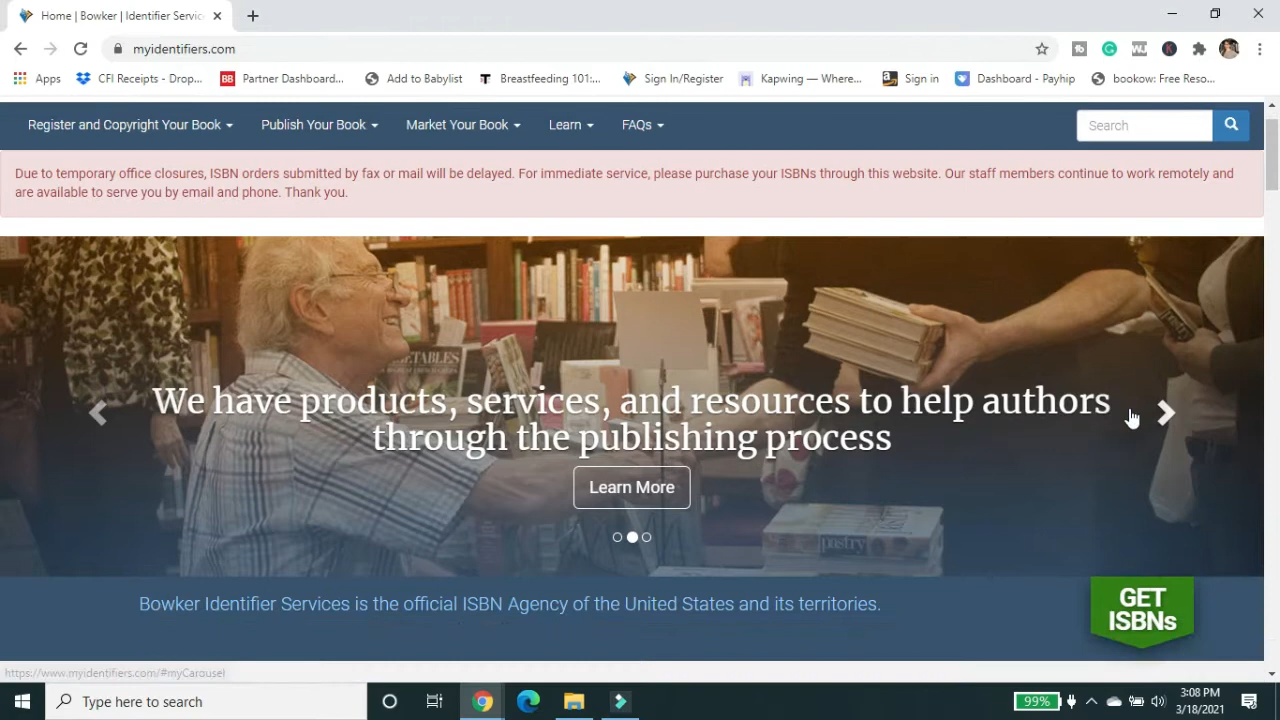 Home | Bowker | Identifier Servic
myidentifiers.com
Apps CFI Receipts - Drop... BB Partner Dashboard... Add to Babylist T Breastfeeding 101:... Sign In/Register Kapwing — Where... Sign in Dashboard - Payhip bookow: Free Reso...
Register and Copyright Your Book Publish Your Book Market Your Book Learn FAQs Search
Due to temporary office closures, ISBN orders submitted by fax or mail will be delayed. For immediate service, please purchase your ISBNs through this website. Our staff members continue to work remotely and
are available to serve you by email and phone. Thank you.
We have products, services, and resources to help authors
through the publishing process
Learn More
pastry
Bowker Identifier Services is the official ISBN Agency of the United States and its territories.
GET
ISBNs
https://www.myidentifiers.com/#myCarousel
Type here to search
99%
3:08 PM
3/18/2021